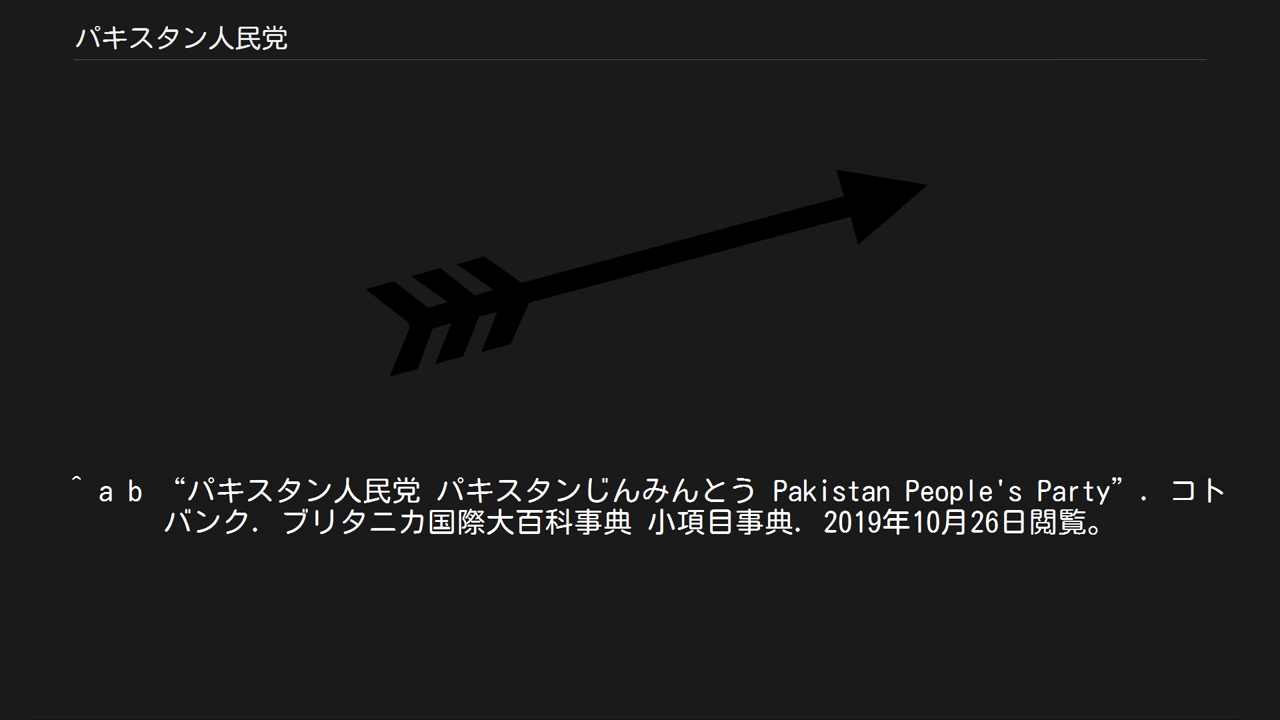 パキスタン人民党
^ a b “パキスタン人民党 パキスタンじんみんとう Pakistan People's Party”. コト
バンク. ブリタニカ国際大百科事典 小項目事典. 2019年10月26日閲覧。